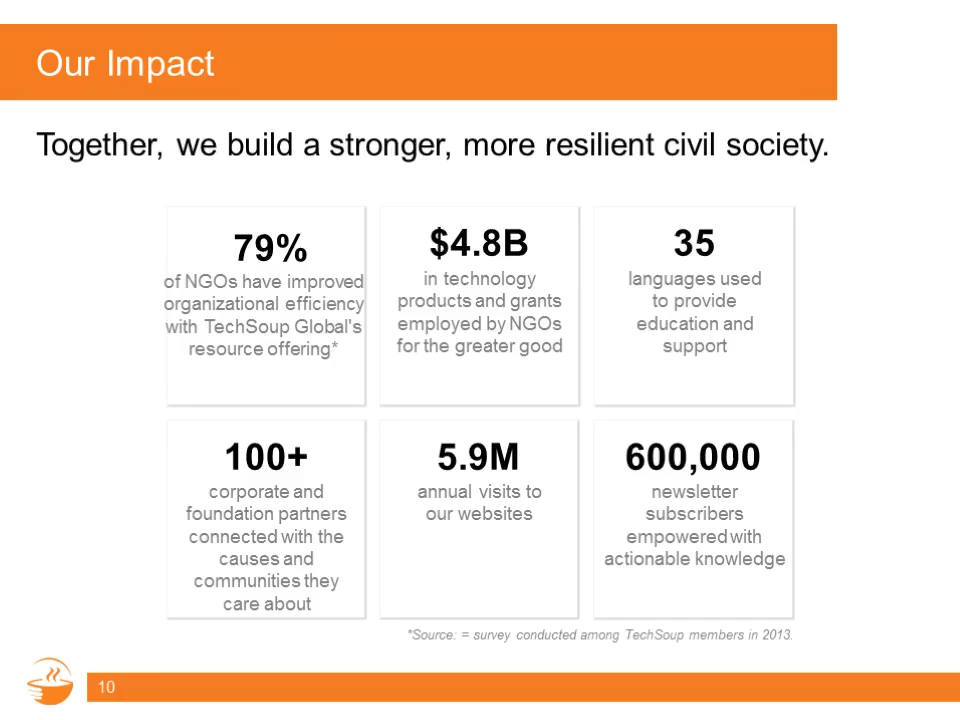 Our Impact
Together, we build a stronger, more resilient civil society.
79%
of NGOs have improved
organizational efficiency
with TechSoup Global's
resource offering*
$4.8B
in technology
products and grants
employed by NGOs
for the greater good
35
languages used
to provide
education and
support
100+
corporate and
foundation partners
connected with the
causes and
communities they
care about
5.9M
annual visits to
our websites
600,000
newsletter
subscribers
empowered with
actionable knowledge
*Source: = survey conducted among TechSoup members in 2013.
10